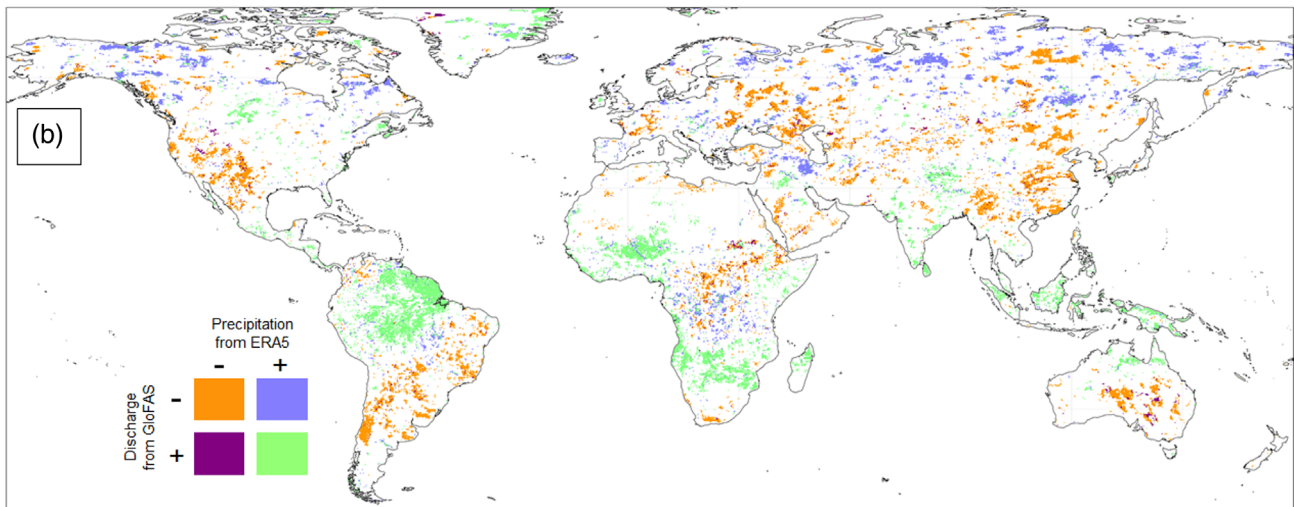 (b)
Precipitation
from ERA5
- +
Discharge
from GloFAS
-
+